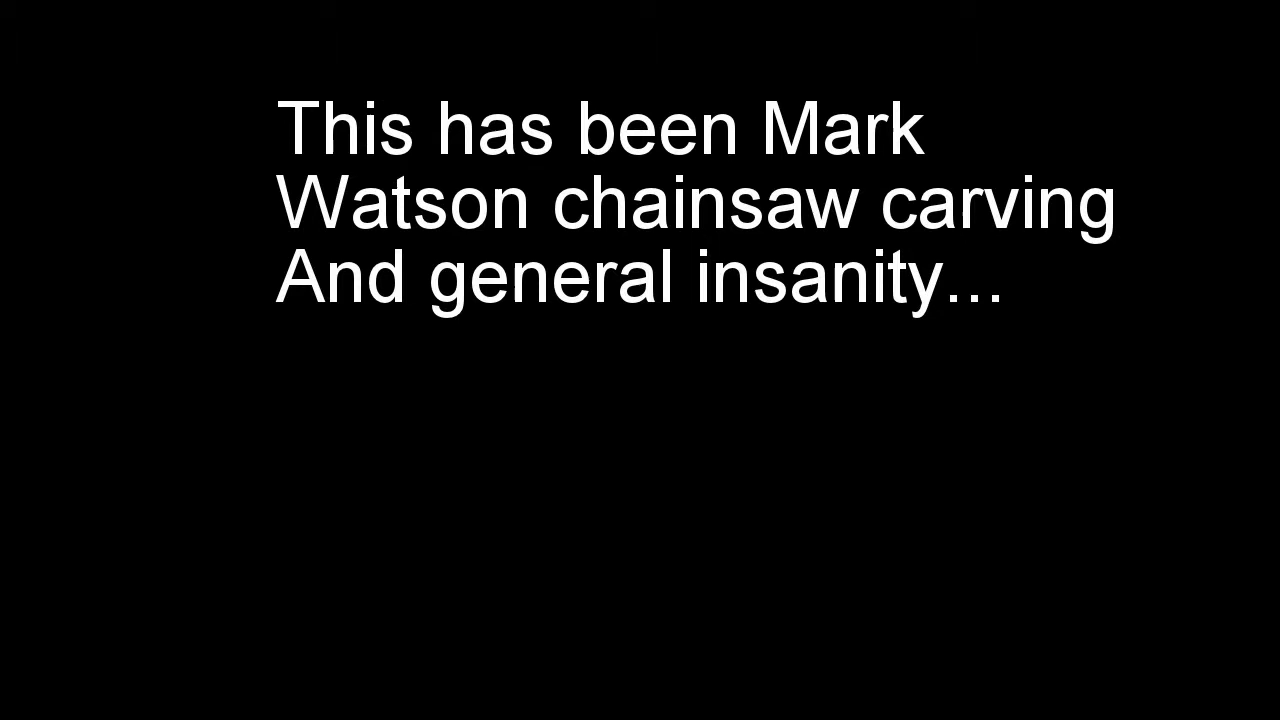 This has been Mark
Watson chainsaw carving
And general insanity...